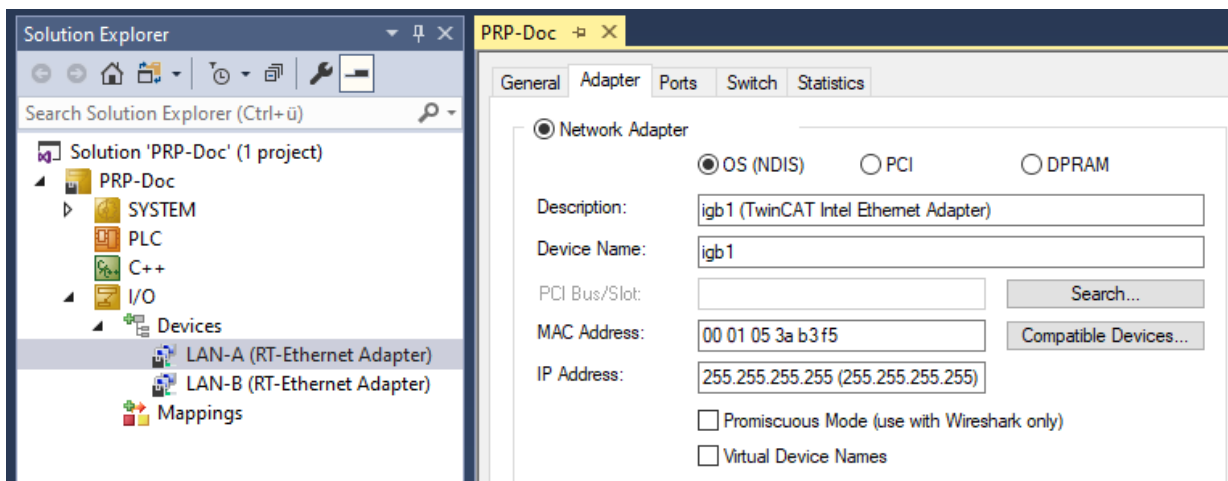 Solution Explorer
Search Solution Explorer (Ctrl+ü)
Solution 'PRP-Doc' (1 project)
PRP-Doc
SYSTEM
PLC
C++
I/O
Devices
LAN-A (RT-Ethernet Adapter)
LAN-B (RT-Ethernet Adapter)
Mappings
PRP-Doc
General Adapter Ports Switch Statistics
Network Adapter
OS (NDIS) PCI DPRAM
Description: igb1 (TwinCAT Intel Ethernet Adapter)
Device Name: igb1
PCI Bus/Slot: Search...
MAC Address: 00 01 05 3a b3 f5 Compatible Devices...
IP Address: 255.255.255.255 (255.255.255.255)
Promiscuous Mode (use with Wireshark only)
Virtual Device Names